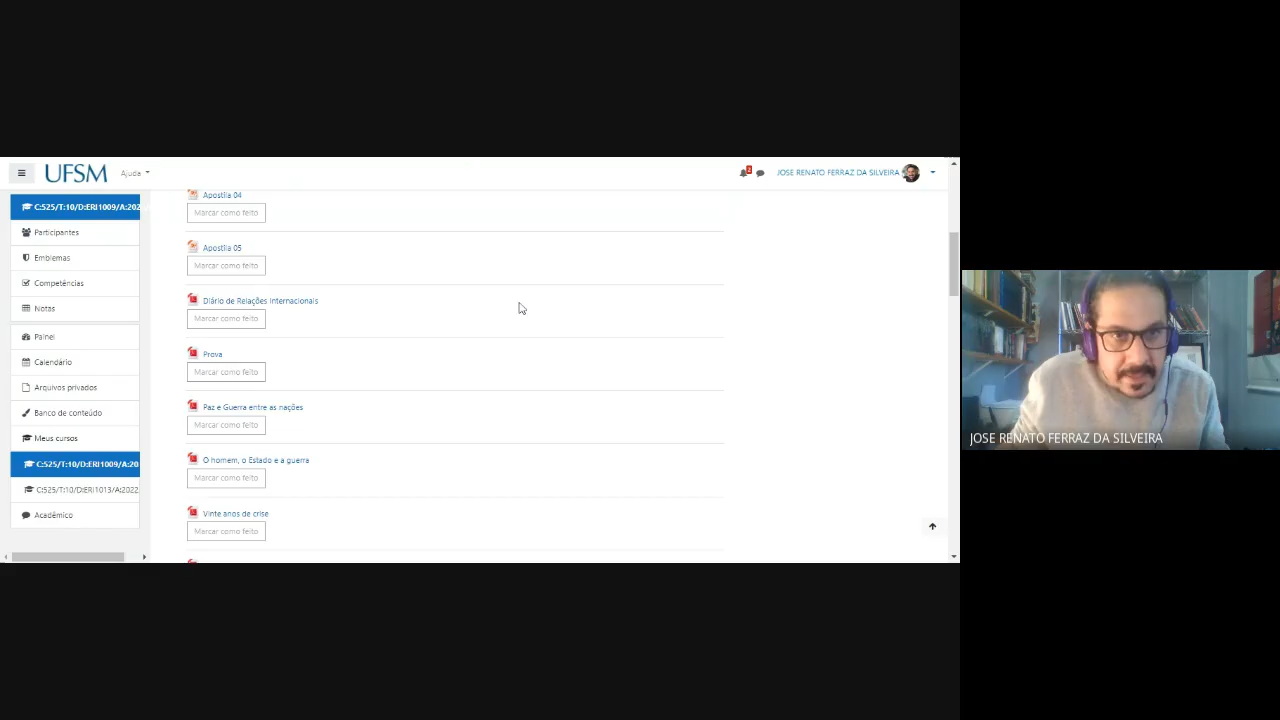 UFSM
Ajuda
2
JOSE RENATO FERRAZ DA SILVEIRA
C:525/T:10/D:ERI1009/A:202
Participantes
Emblemas
Competências
Notas
Painel
Calendário
Arquivos privados
Banco de conteúdo
Meus cursos
C:525/T:10/D:ERI1009/A:20
C:525/T:10/D:ERI1013/A:2022
Acadêmico
Apostila 04
Marcar como feito
Apostila 05
Marcar como feito
Diário de Relações Internacionais
Marcar como feito
Prova
Marcar como feito
Paz e Guerra entre as nações
Marcar como feito
O homem, o Estado e a guerra
Marcar como feito
Vinte anos de crise
Marcar como feito
JOSE RENATO FERRAZ DA SILVEIRA